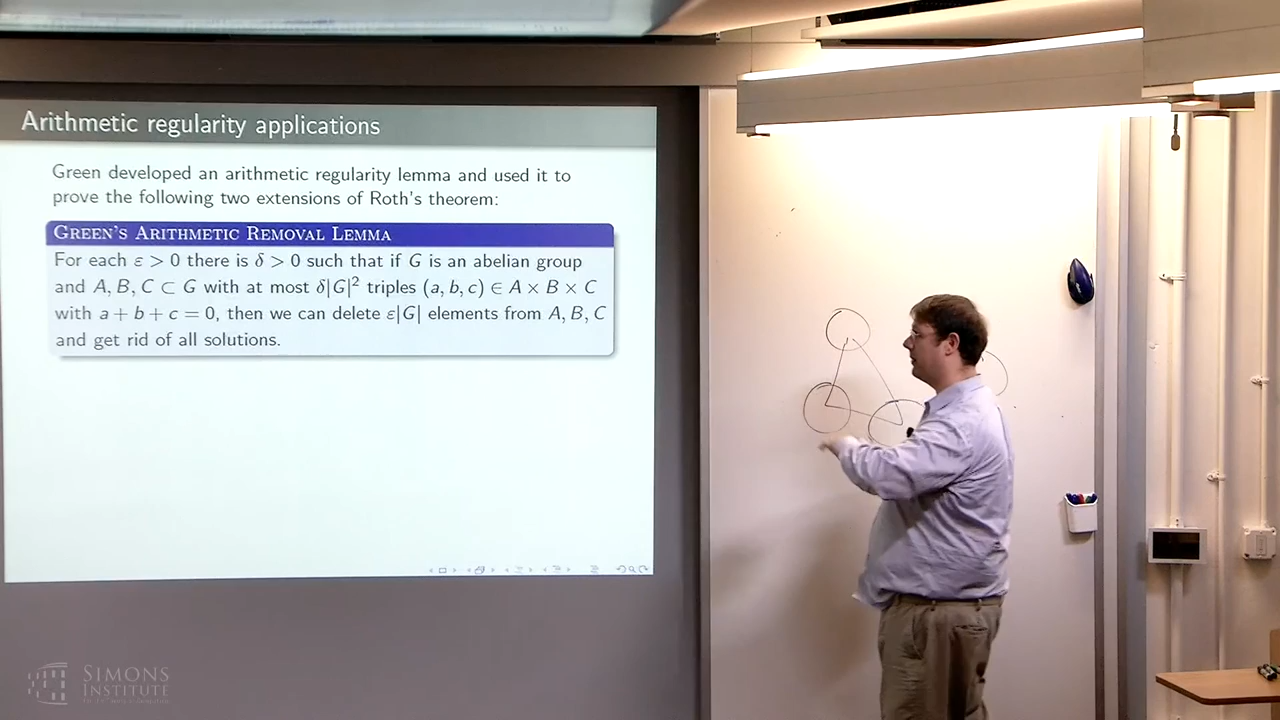 Arithmetic regularity applications
Green developed an arithmetic regularity lemma and used it to
prove the following two extensions of Roth's theorem:
Green's Arithmetic Removal Lemma
For each ε > 0 there is δ > 0 such that if G is an abelian group
and A, B, C ⊂ G with at most δ|G|² triples (a, b, c) ∈ A × B × C
with a + b + c = 0, then we can delete ε|G| elements from A, B, C
and get rid of all solutions.
SIMONS
INSTITUTE